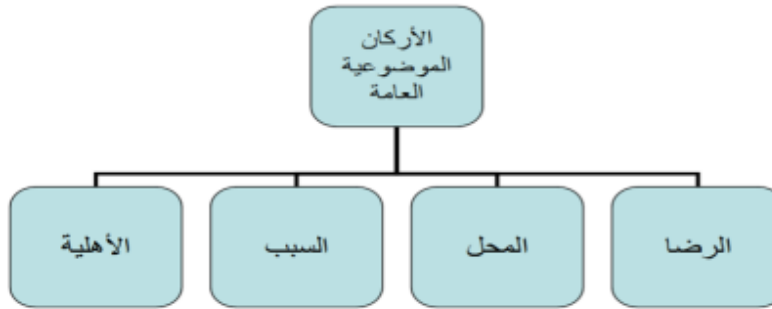 الأركان
الموضوعية
العامة
الرضا
المحل
السبب
الأهلية